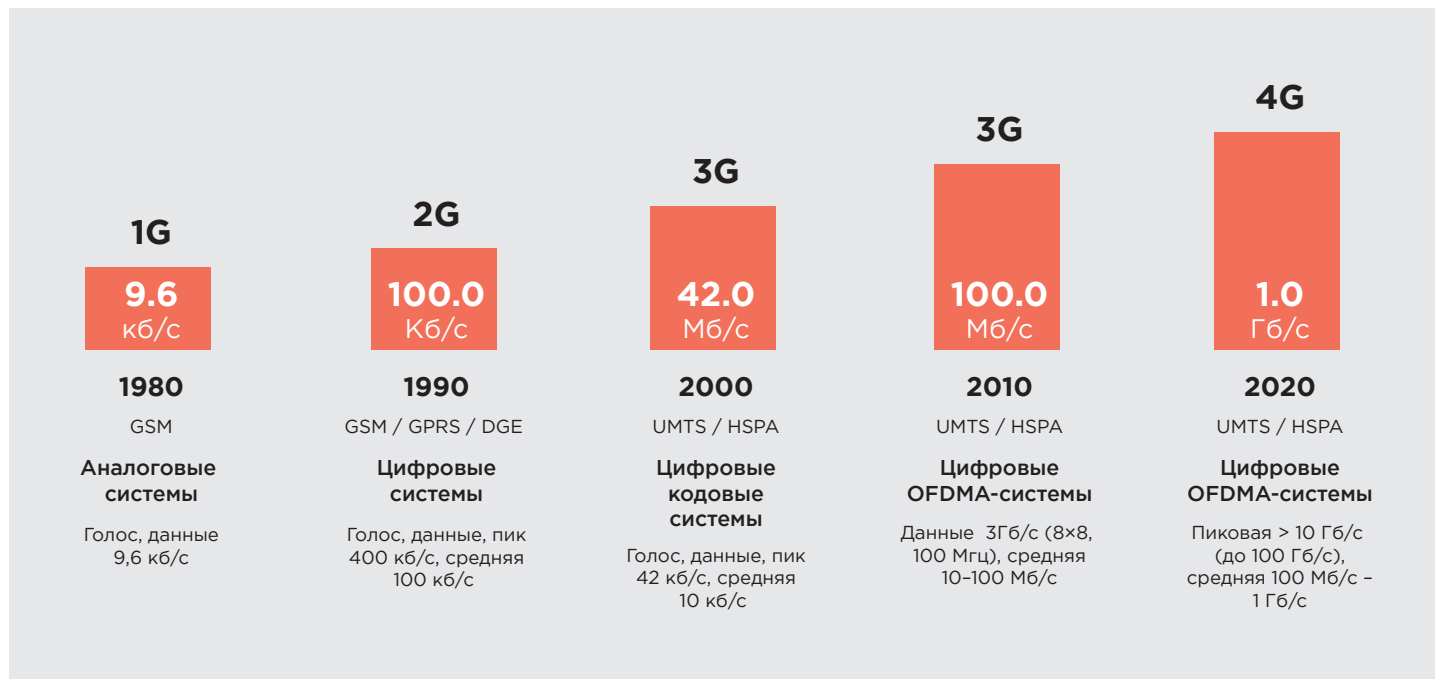 1G
9.6
кб/с
1980
GSM
Аналоговые
системы
Голос, данные
9,6 кб/с
2G
100.0
Кб/с
1990
GSM / GPRS / DGE
Цифровые
системы
Голос, данные, пик
400 кб/с, средняя
100 кб/с
3G
42.0
Мб/с
2000
UMTS / HSPA
Цифровые
кодовые
системы
Голос, данные, пик
42 кб/с, средняя
10 кб/с
3G
100.0
Мб/с
2010
UMTS / HSPA
Цифровые
OFDMA-системы
Данные 3Гб/с (8×8,
100 Мгц), средняя
10–100 Мб/с
4G
1.0
Гб/с
2020
UMTS / HSPA
Цифровые
OFDMA-системы
Пиковая > 10 Гб/с
(до 100 Гб/с),
средняя 100 Мб/с –
1 Гб/с